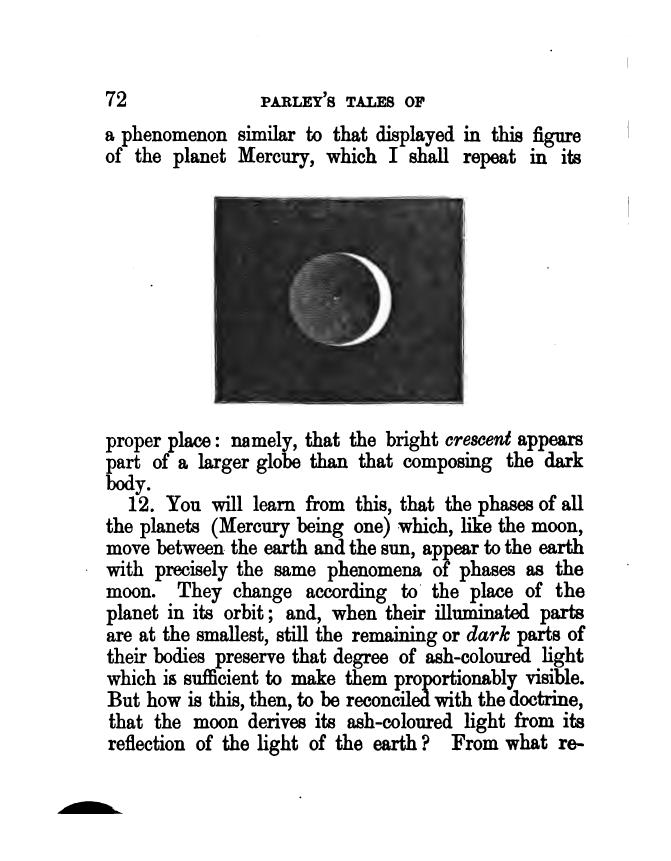 72 PARLEY'S TALES OF
a phenomenon similar to that displayed in this figure
of the planet Mercury, which I shall repeat in its
proper place: namely, that the bright crescent appears
part of a larger globe than that composing the dark
body.
12. You will learn from this, that the phases of all
the planets (Mercury being one) which, like the moon,
move between the earth and the sun, appear to the earth
with precisely the same phenomena of phases as the
moon. They change according to the place of the
planet in its orbit; and, when their illuminated parts
are at the smallest, still the remaining or dark parts of
their bodies preserve that degree of ash-coloured light
which is sufficient to make them proportionably visible.
But how is this, then, to be reconciled with the doctrine,
that the moon derives its ash-coloured light from its
reflection of the light of the earth? From what re-